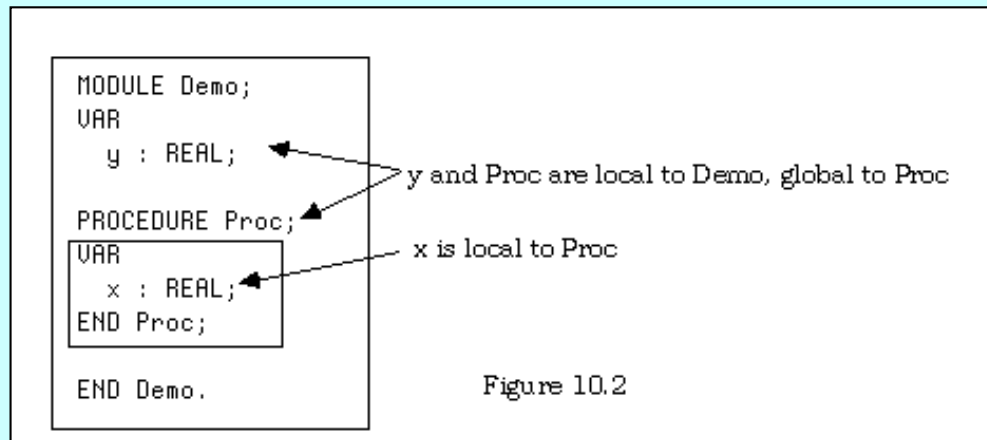 MODULE Demo;
VAR
y : REAL;
y and Proc are local to Demo, global to Proc
PROCEDURE Proc;
VAR
x is local to Proc
x : REAL;
END Proc;
END Demo.
Figure 10.2